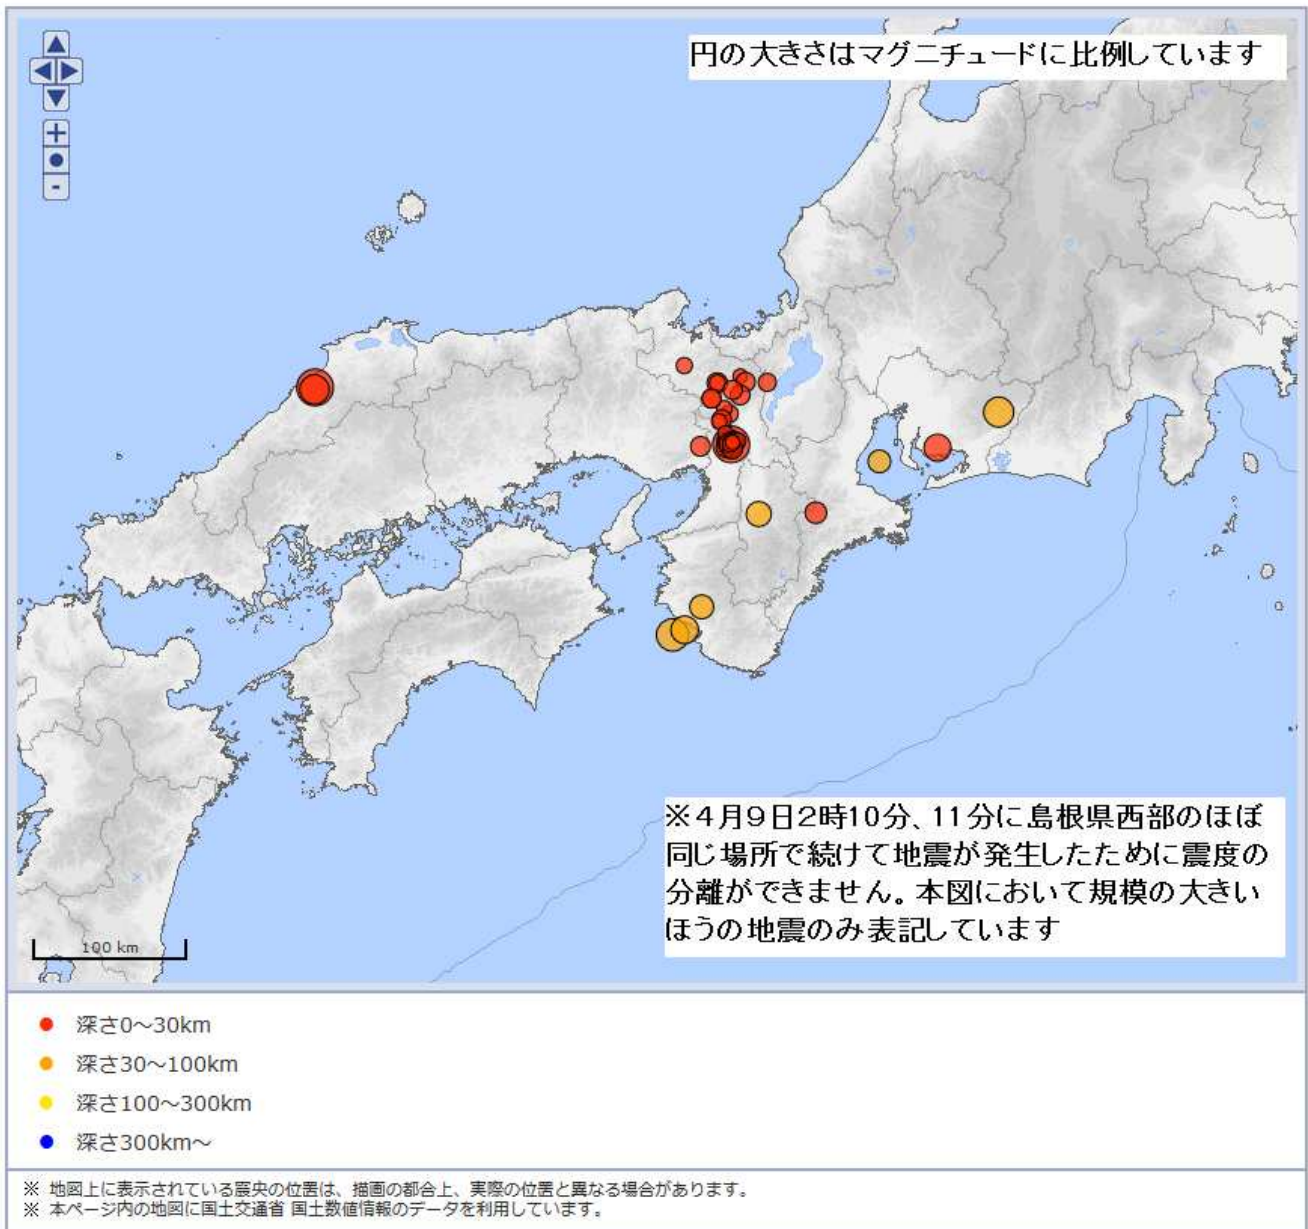 円の大きさはマグニチュードに比例しています
+
-
※4月9日2時10分、11分に島根県西部のほぼ
同じ場所で続けて地震が発生したために震度の
分離ができません。本図において規模の大きい
ほうの地震のみ表記しています
100 km
深さ0～30km
深さ30～100km
深さ100～300km
深さ300km～
※ 地図上に表示されている震央の位置は、描画の都合上、実際の位置と異なる場合があります。
※ 本ページ内の地図に国土交通省 国土数値情報のデータを利用しています。